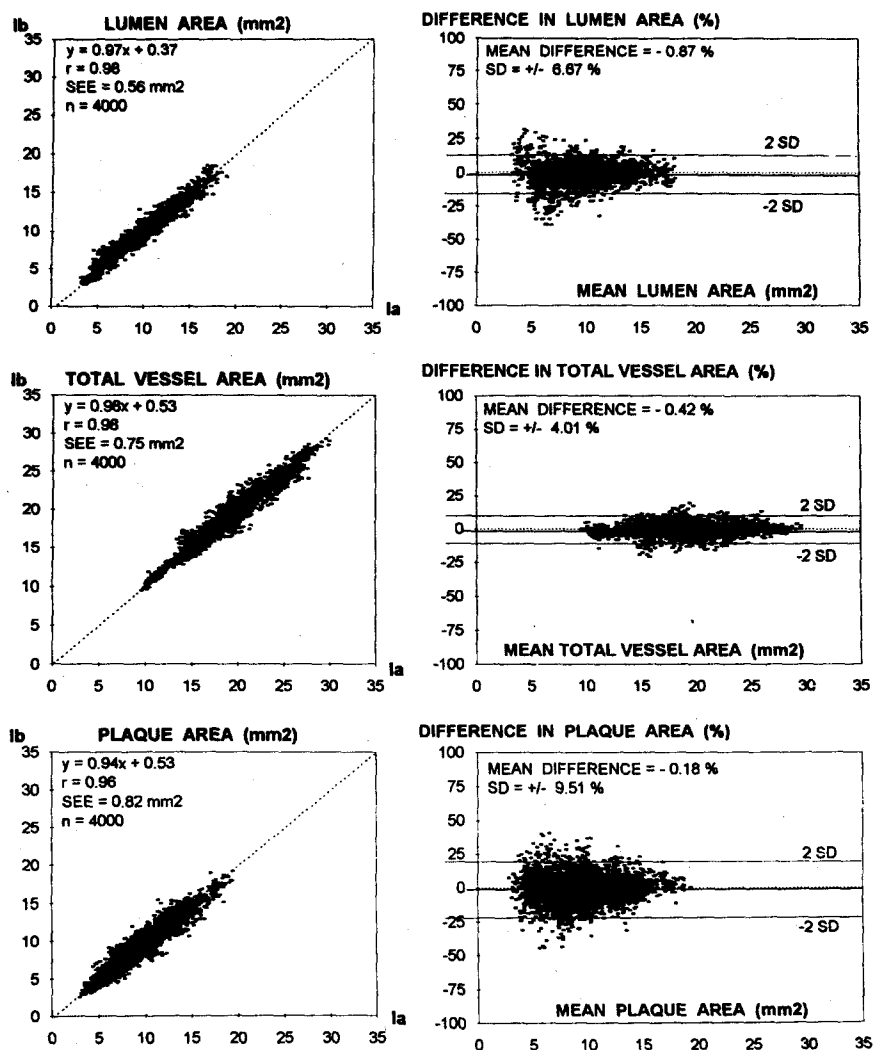 Ib LUMEN AREA (mm2)
35
30
25
20
15
10
5
0
y = 0.97x + 0.37
r = 0.98
SEE = 0.56 mm2
n = 4000
Ia
0 5 10 15 20 25 30 35
DIFFERENCE IN LUMEN AREA (%)
100
75
50
25
0
-25
-50
-75
-100
MEAN DIFFERENCE = - 0.87 %
SD = +/- 6.67 %
2 SD
-2 SD
MEAN LUMEN AREA (mm2)
0 5 10 15 20 25 30 35
Ib TOTAL VESSEL AREA (mm2)
35
30
25
20
15
10
5
0
y = 0.98x + 0.53
r = 0.98
SEE = 0.75 mm2
n = 4000
Ia
0 5 10 15 20 25 30 35
DIFFERENCE IN TOTAL VESSEL AREA (%)
100
75
50
25
0
-25
-50
-75
-100
MEAN DIFFERENCE = - 0.42 %
SD = +/- 4.01 %
2 SD
-2 SD
MEAN TOTAL VESSEL AREA (mm2)
0 5 10 15 20 25 30 35
Ib PLAQUE AREA (mm2)
35
30
25
20
15
10
5
0
y = 0.94x + 0.53
r = 0.96
SEE = 0.82 mm2
n = 4000
Ia
0 5 10 15 20 25 30 35
DIFFERENCE IN PLAQUE AREA (%)
100
75
50
25
0
-25
-50
-75
-100
MEAN DIFFERENCE = - 0.18 %
SD = +/- 9.51 %
2 SD
-2 SD
MEAN PLAQUE AREA (mm2)
0 5 10 15 20 25 30 35